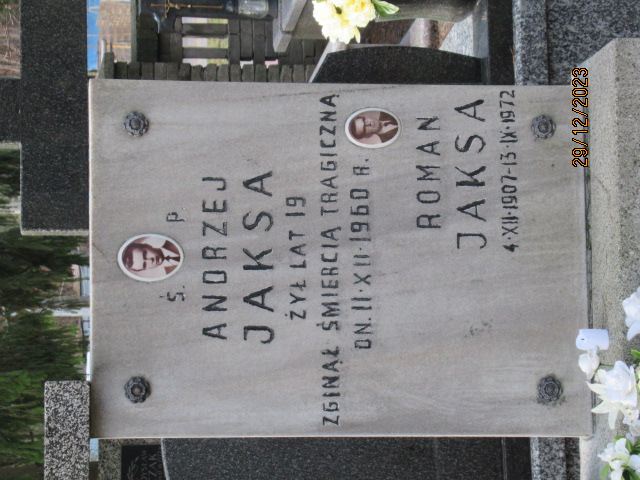 Ś. P.
ANDRZEJ
JAKSA
ŻYŁ LAT 19
ZGINĄŁ ŚMIERCIĄ TRAGICZNĄ
DN. 11·XII·1960 R.
ROMAN
JAKSA
4·XII·1907-13·IX·1972
29/12/2023